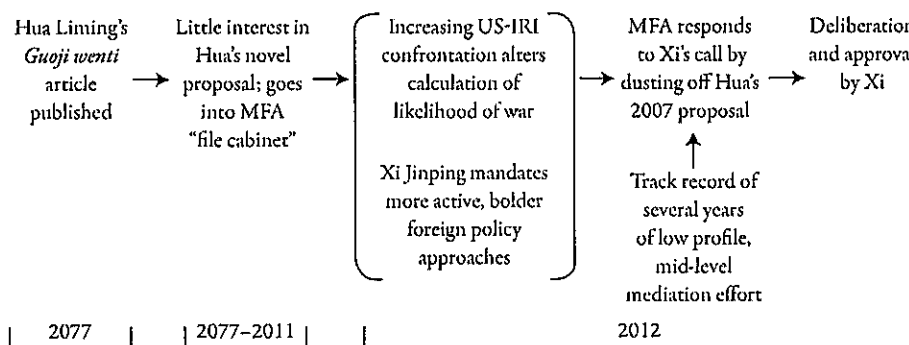 Hua Liming's
Guoji wenti
article
published
Little interest in
Hua's novel
proposal; goes
into MFA
"file cabinet"
Increasing US-IRI
confrontation alters
calculation of
likelihood of war
Xi Jinping mandates
more active, bolder
foreign policy
approaches
MFA responds
to Xi's call by
dusting off Hua's
2007 proposal
Track record of
several years
of low profile,
mid-level
mediation effort
Deliberation
and approva
by Xi
| 2077 | | 2077–2011 | | 2012